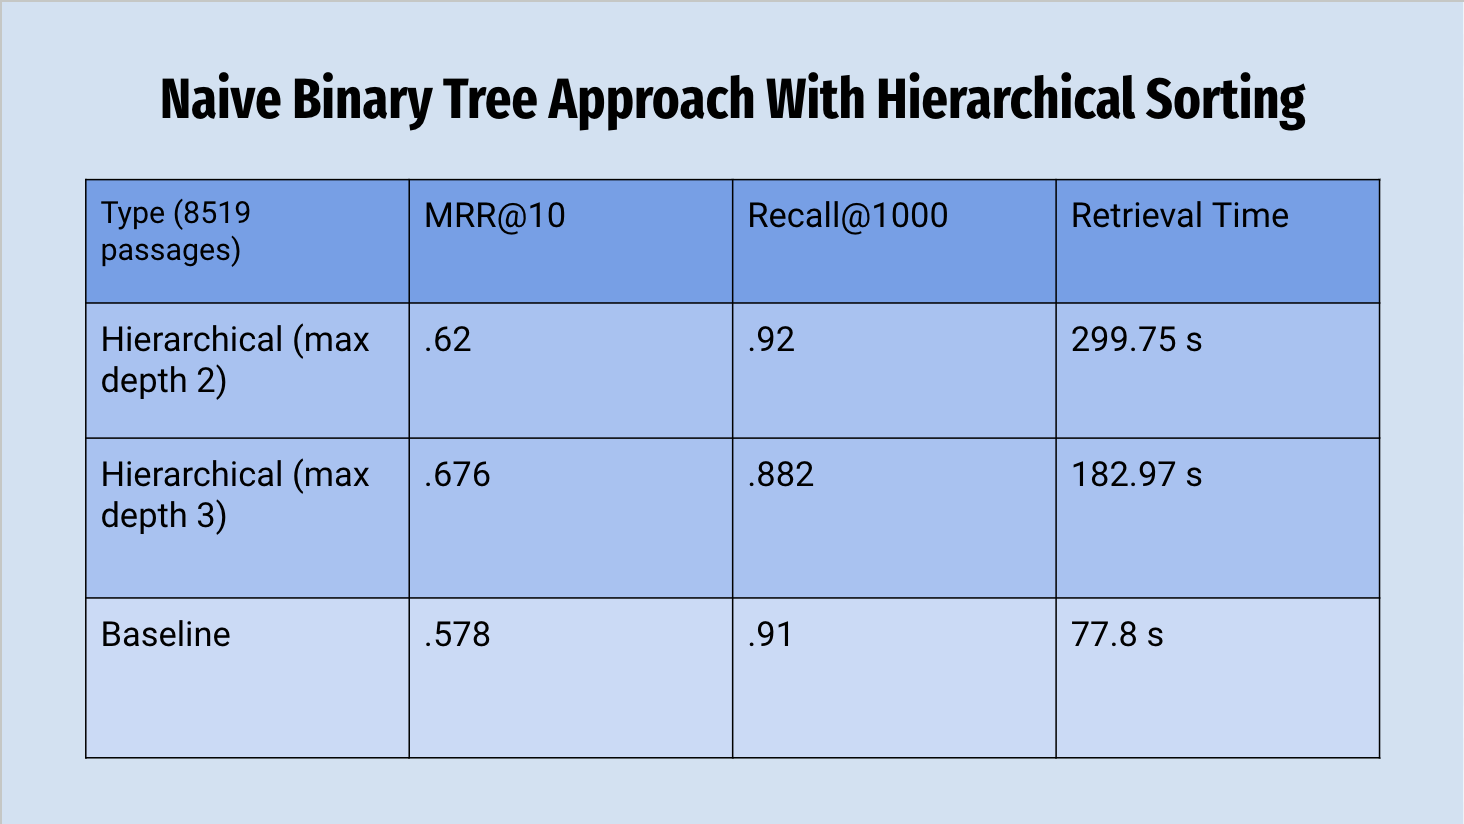 Naive Binary Tree Approach With Hierarchical Sorting
Type (8519
passages)
MRR@10
Recall@1000
Retrieval Time
Hierarchical (max
depth 2)
.62
.92
299.75 s
Hierarchical (max
depth 3)
.676
.882
182.97 s
Baseline
.578
.91
77.8 s